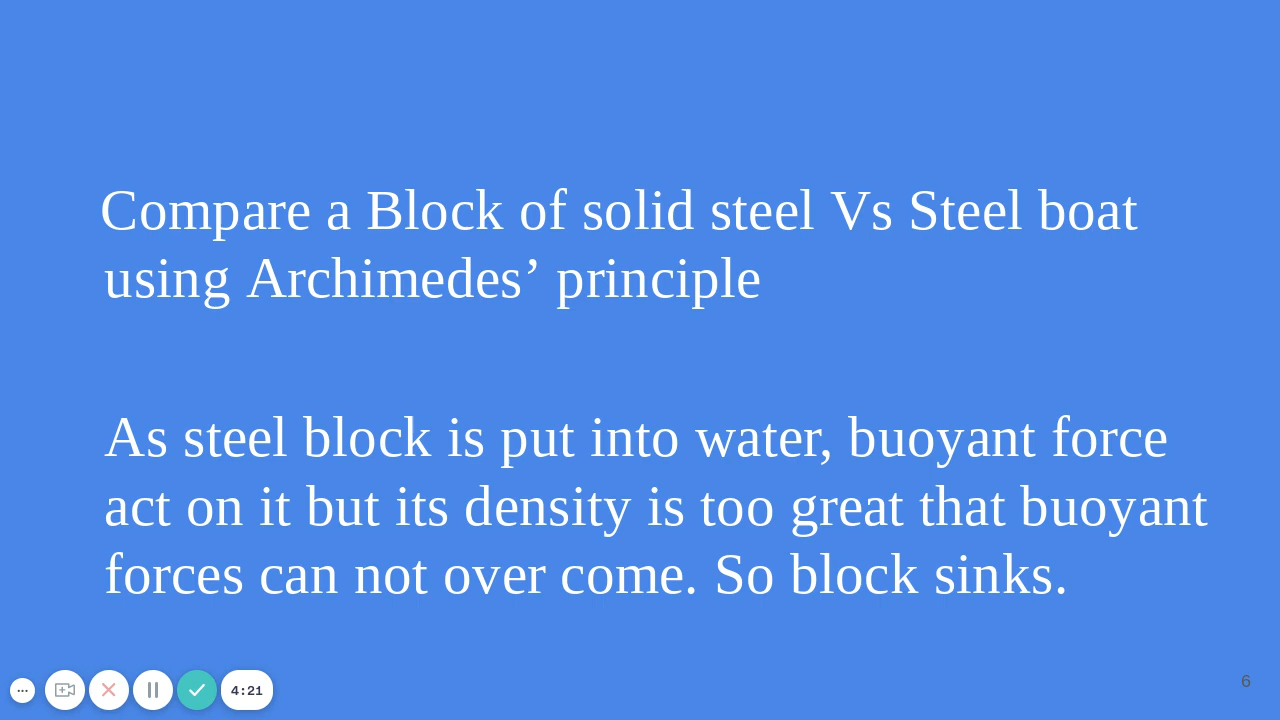 Compare a Block of solid steel Vs Steel boat
using Archimedes’ principle
As steel block is put into water, buoyant force
act on it but its density is too great that buoyant
forces can not over come. So block sinks.
4:21
6